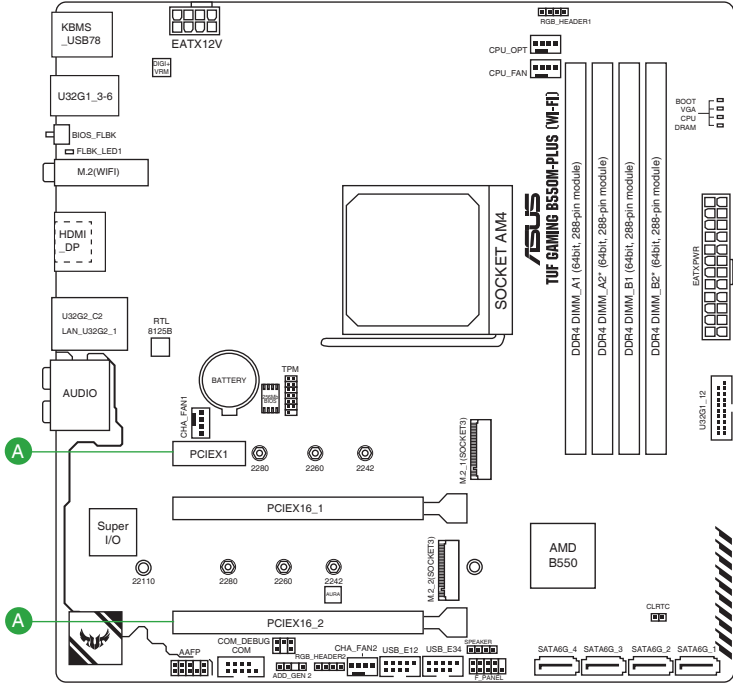 KBMS
_USB78
EATX12V
RGB_HEADER1
CPU_OPT
CPU_FAN
DIGI+
VRM
U32G1_3-6
BIOS_FLBK
FLBK_LED1
M.2(WIFI)
BOOT
VGA
CPU
DRAM
HDMI
_DP
SOCKET AM4
ASUS
TUF GAMING B550M-PLUS (WI-FI)
DDR4 DIMM_A1 (64bit, 288-pin module)
DDR4 DIMM_A2* (64bit, 288-pin module)
DDR4 DIMM_B1 (64bit, 288-pin module)
DDR4 DIMM_B2* (64bit, 288-pin module)
EATXPWR
U32G2_C2
LAN_U32G2_1
RTL
8125B
AUDIO
BATTERY
256Mb
BIOS
TPM
CHA_FAN1
U32G1_12
A
PCIEX1
2280
2260
2242
M.2_1(SOCKET3)
PCIEX16_1
Super
I/O
AMD
B550
22110
2280
2260
2242
AURA
M.2_2(SOCKET3)
CLRTC
A
PCIEX16_2
AAFP
COM_DEBUG
COM
ADD_GEN 2
RGB_HEADER2
CHA_FAN2
USB_E12
USB_E34
SPEAKER
F_PANEL
SATA6G_4
SATA6G_3
SATA6G_2
SATA6G_1